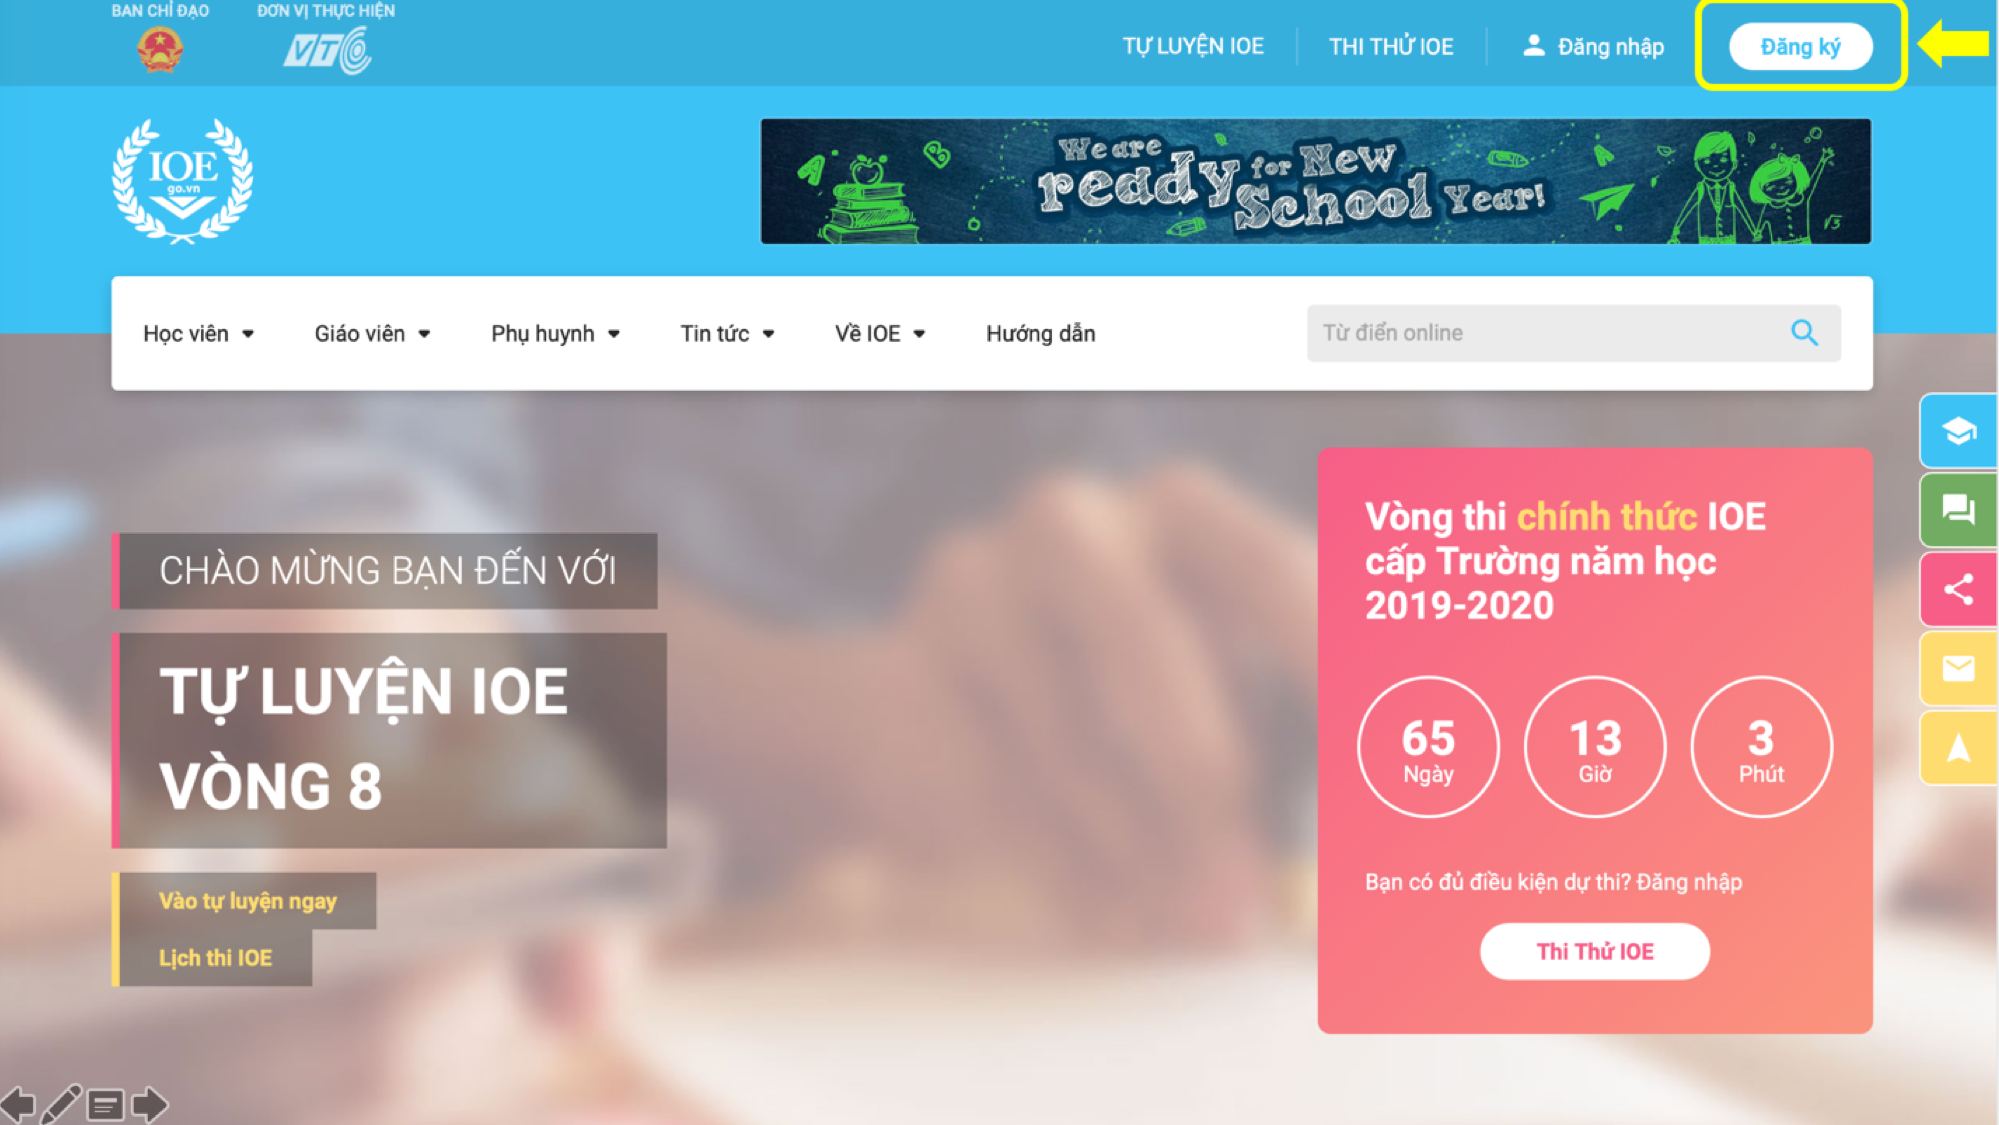 BAN CHỈ ĐẠO
ĐƠN VỊ THỰC HIỆN
VTC
TỰ LUYỆN IOE
THI THỬ IOE
Đăng nhập
Đăng ký
IOE
go.vn
A
B
We are
ready for New
School Year!
A
√3
Học viên
Giáo viên
Phụ huynh
Tin tức
Về IOE
Hướng dẫn
Từ điển online
CHÀO MỪNG BẠN ĐẾN VỚI
TỰ LUYỆN IOE
VÒNG 8
Vào tự luyện ngay
Lịch thi IOE
Vòng thi chính thức IOE
cấp Trường năm học
2019-2020
65
Ngày
13
Giờ
3
Phút
Bạn có đủ điều kiện dự thi? Đăng nhập
Thi Thử IOE